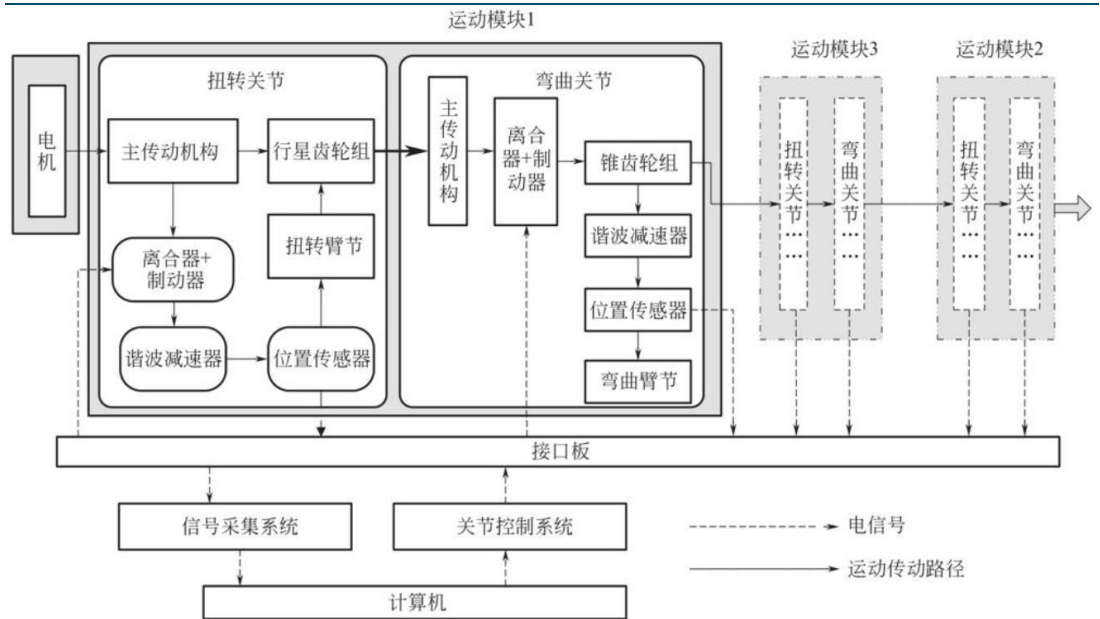 运动模块1
运动模块3
运动模块2
扭转关节
弯曲关节
电机
主传动机构
行星齿轮组
主传动机构
离合
器+制
动器
锥齿轮组
扭转关节…
弯曲关节…
扭转关节…
弯曲关节…
离合器+
制动器
扭转臂节
谐波减速器
谐波减速器
位置传感器
位置传感器
弯曲臂节
接口板
信号采集系统
关节控制系统
电信号
运动传动路径
计算机